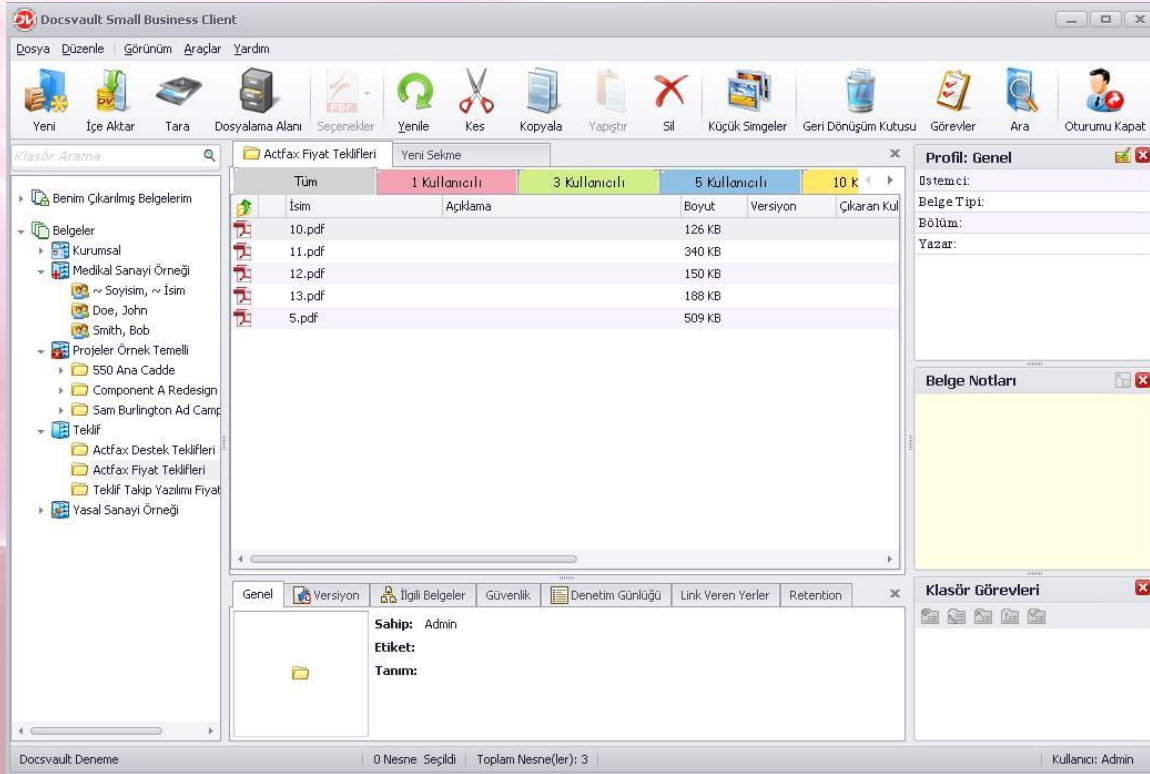 Docsvault Small Business Client
Dosya Düzenle Görünüm Araçlar Yardım
Yeni İçe Aktar Tara Dosyalama Alanı Seçenekler Yenile Kes Kopyala Yapıştır Sil Küçük Simgeler Geri Dönüşüm Kutusu Görevler Ara Oturumu Kapat
Klasör Arama
Benim Çıkarılmış Belgelerim
Belgeler
Kurumsal
Medikal Sanayi Örneği
~ Soyisim, ~ İsim
Doe, John
Smith, Bob
Projeler Örnek Temelli
550 Ana Cadde
Component A Redesign
Sam Burlington Ad Camp
Teklif
Actfax Destek Teklifleri
Actfax Fiyat Teklifleri
Teklif Takip Yazılımı Fiyat
Yasal Sanayi Örneği
Actfax Fiyat Teklifleri Yeni Sekme
Tüm 1 Kullanıcılı 3 Kullanıcılı 5 Kullanıcılı 10 K
İsim Açıklama Boyut Versiyon Çıkaran Kul
10.pdf 126 KB
11.pdf 340 KB
12.pdf 150 KB
13.pdf 188 KB
5.pdf 509 KB
Genel Versiyon İlgili Belgeler Güvenlik Denetim Günlüğü Link Veren Yerler Retention
Sahip: Admin
Etiket:
Tanım:
Profil: Genel
İstemci:
Belge Tipi:
Bölüm:
Yazar:
Belge Notları
Klasör Görevleri
Docsvault Deneme 0 Nesne Seçildi Toplam Nesne(ler): 3 Kullanıcı: Admin